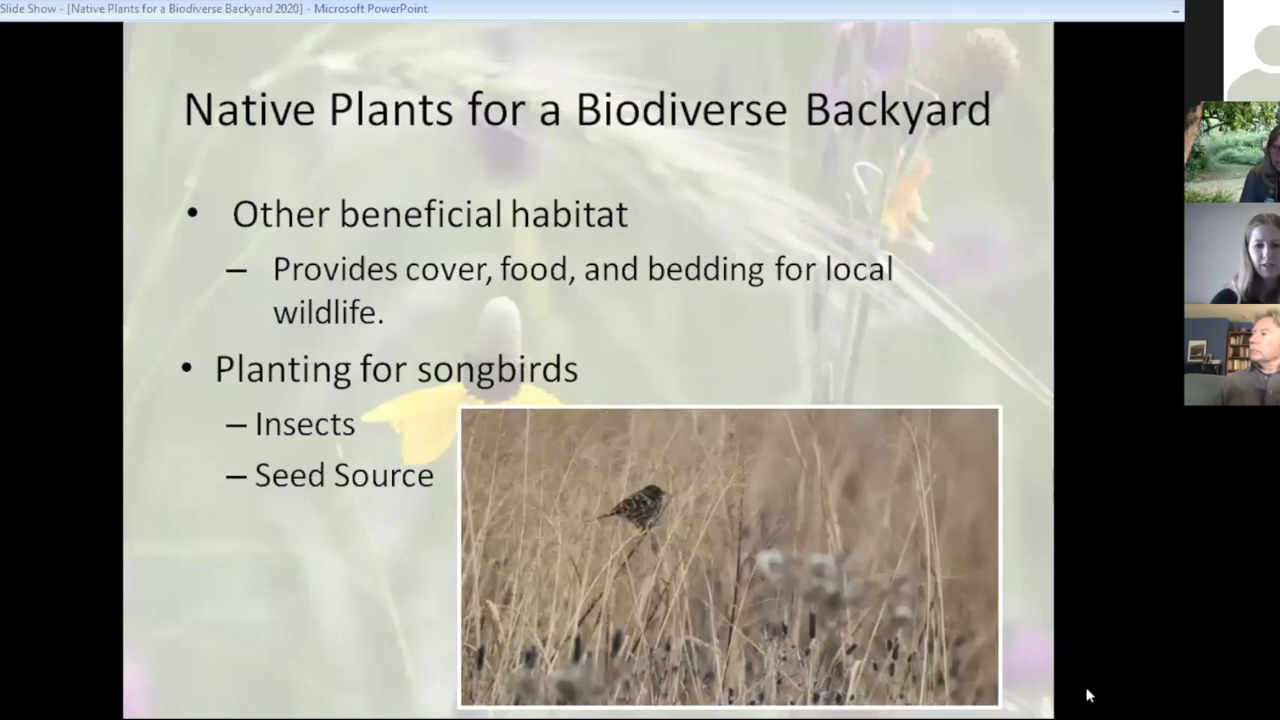 Slide Show - [Native Plants for a Biodiverse Backyard 2020] - Microsoft PowerPoint
Native Plants for a Biodiverse Backyard
• Other beneficial habitat
– Provides cover, food, and bedding for local
wildlife.
• Planting for songbirds
– Insects
– Seed Source